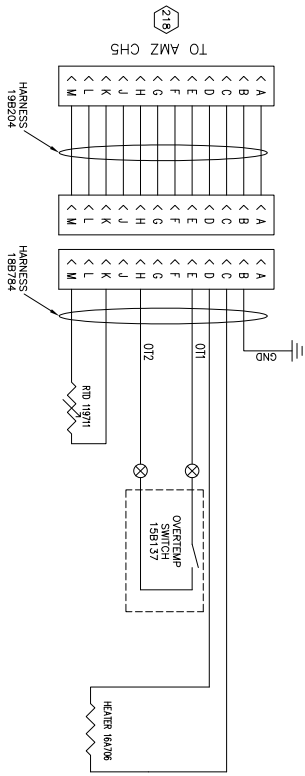 218
TO AMZ CH5
A
B
C
D
E
F
G
H
J
K
L
M
HARNESS
19B204
A
B
C
D
E
F
G
H
J
K
L
M
A
B
C
D
E
F
G
H
J
K
L
M
HARNESS
18B784
GND
OT1
OT2
RTD 119711
OVERTEMP
SWITCH
15B137
HEATER 16A706